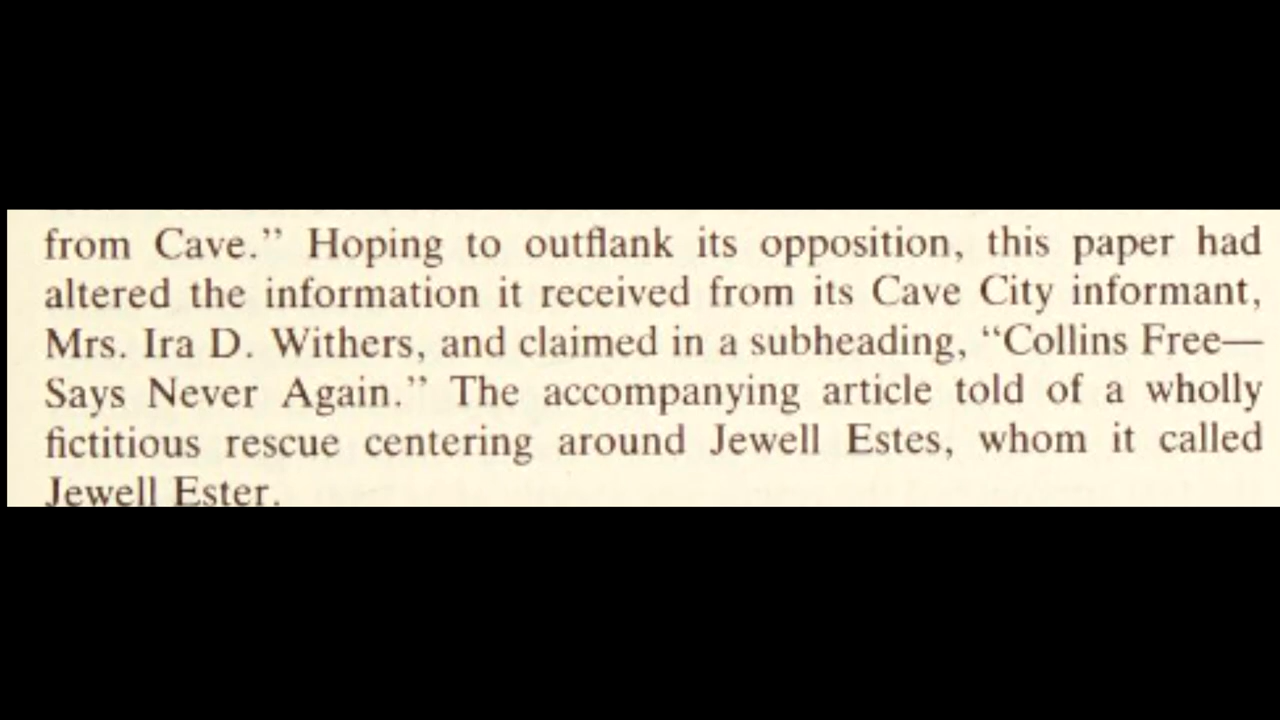 from Cave.” Hoping to outflank its opposition, this paper had
altered the information it received from its Cave City informant,
Mrs. Ira D. Withers, and claimed in a subheading, “Collins Free—
Says Never Again.” The accompanying article told of a wholly
fictitious rescue centering around Jewell Estes, whom it called
Jewell Ester.